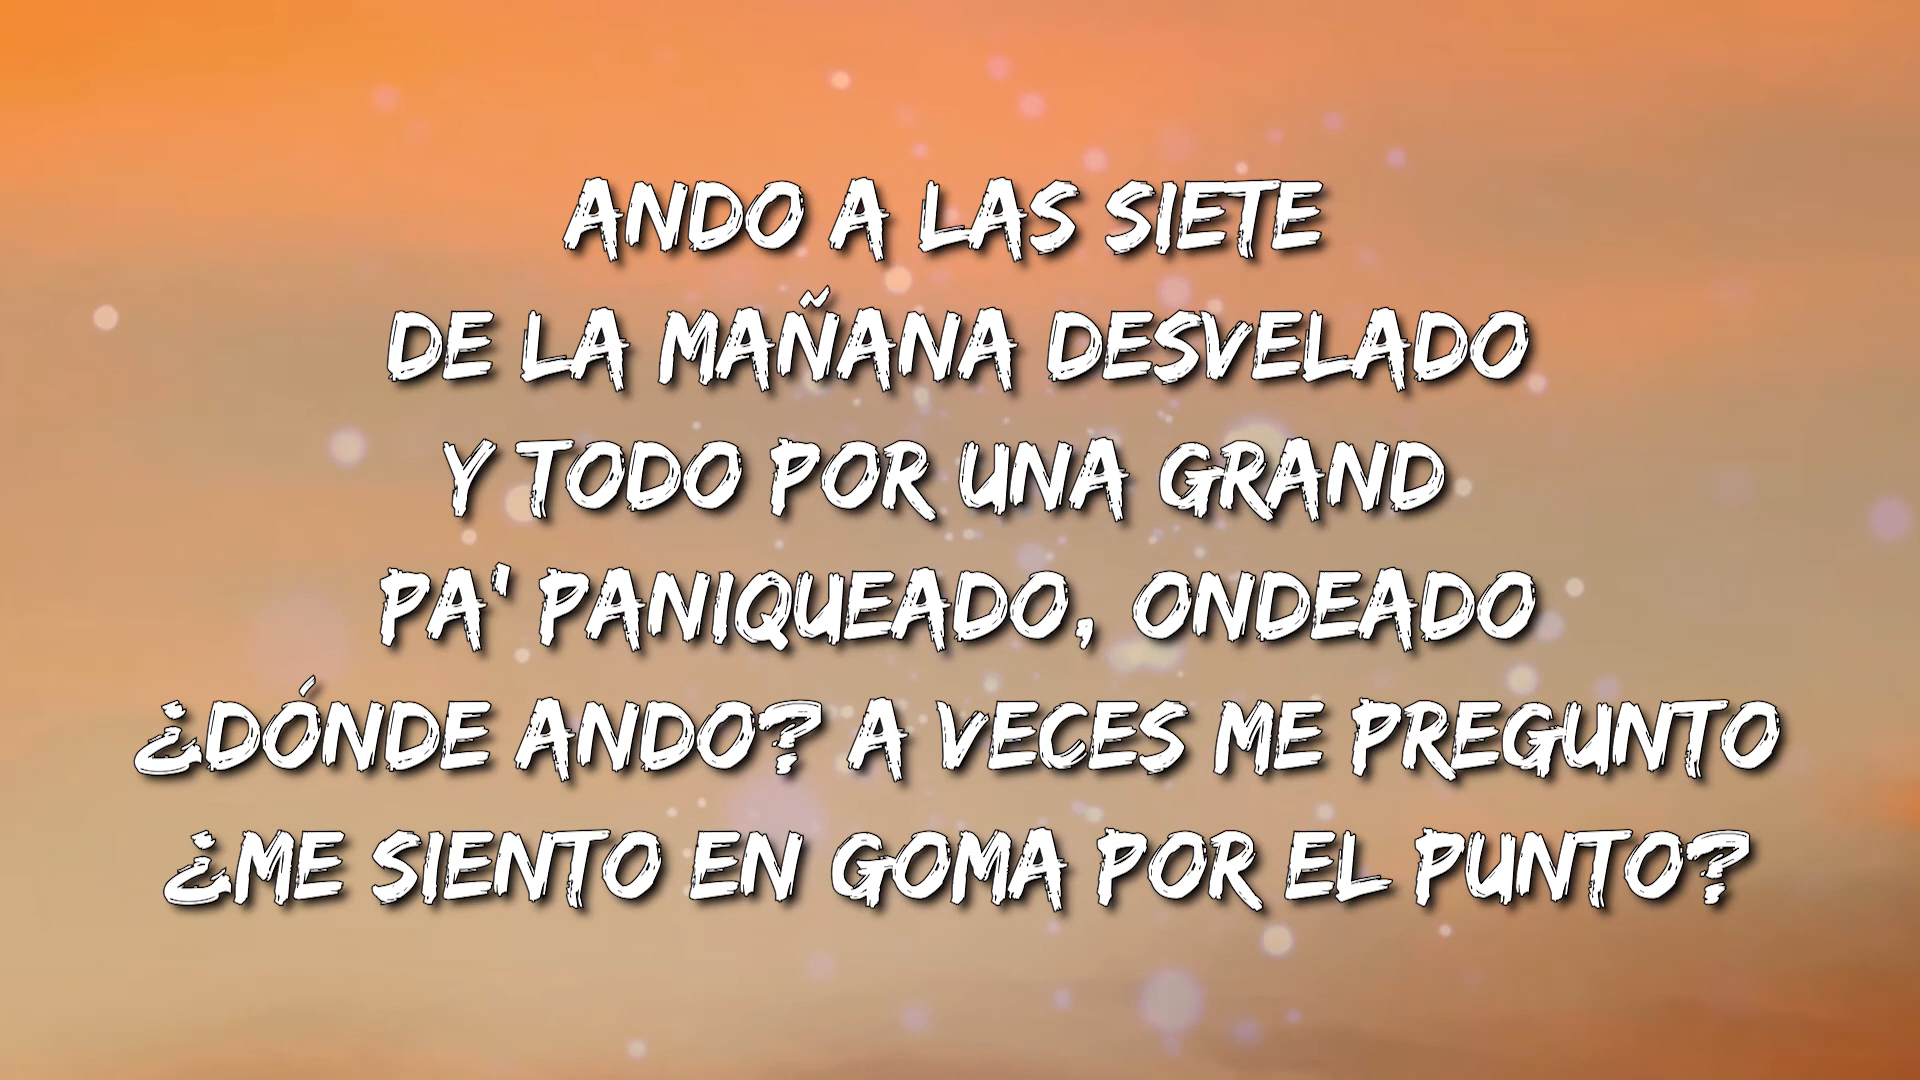 ANDO A LAS SIETE
DE LA MAÑANA DESVELADO
Y TODO POR UNA GRAND
PA' PANIQUEADO, ONDEADO
¿DÓNDE ANDO? A VECES ME PREGUNTO
¿ME SIENTO EN GOMA POR EL PUNTO?